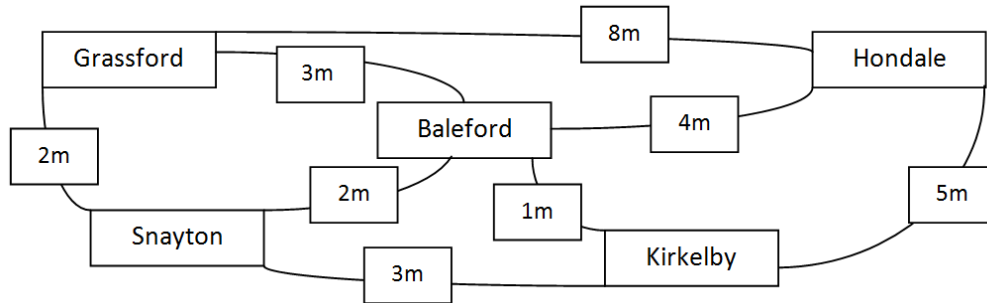 8m
Grassford
Hondale
3m
Baleford
4m
2m
2m
5m
1m
Snayton
Kirkelby
3m